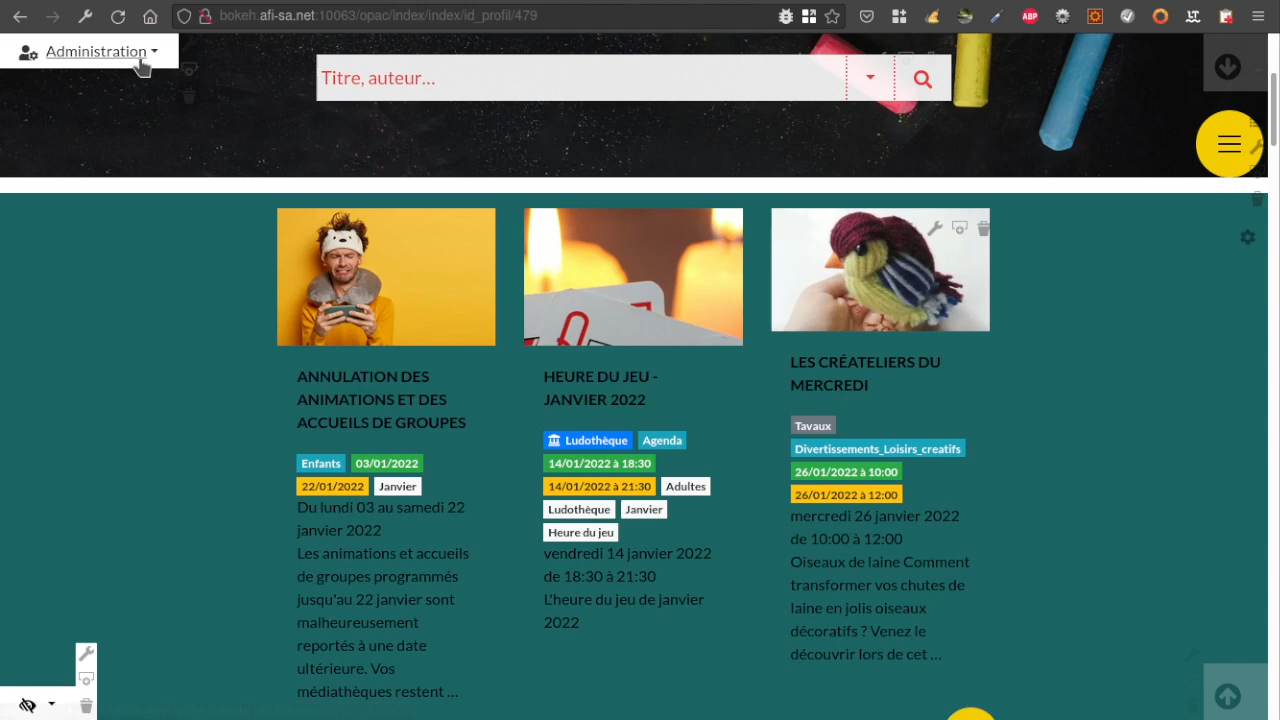 bokeh.afi-sa.net:10063/opac/index/index/id_profil/479
ABP
Administration
Titre, auteur...
ANNULATION DES
ANIMATIONS ET DES
ACCUEILS DE GROUPES
Enfants 03/01/2022
22/01/2022 Janvier
Du lundi 03 au samedi 22
janvier 2022
Les animations et accueils
de groupes programmés
jusqu'au 22 janvier sont
malheureusement
reportés à une date
ultérieure. Vos
médiathèques restent ...
HEURE DU JEU -
JANVIER 2022
Ludothèque Agenda
14/01/2022 à 18:30
14/01/2022 à 21:30 Adultes
Ludothèque Janvier
Heure du jeu
vendredi 14 janvier 2022
de 18:30 à 21:30
L'heure du jeu de janvier
2022
LES CRÉATELIERS DU
MERCREDI
Tavaux
Divertissements_Loisirs_creatifs
26/01/2022 à 10:00
26/01/2022 à 12:00
mercredi 26 janvier 2022
de 10:00 à 12:00
Oiseaux de laine Comment
transformer vos chutes de
laine en jolis oiseaux
décoratifs ? Venez le
découvrir lors de cet ...